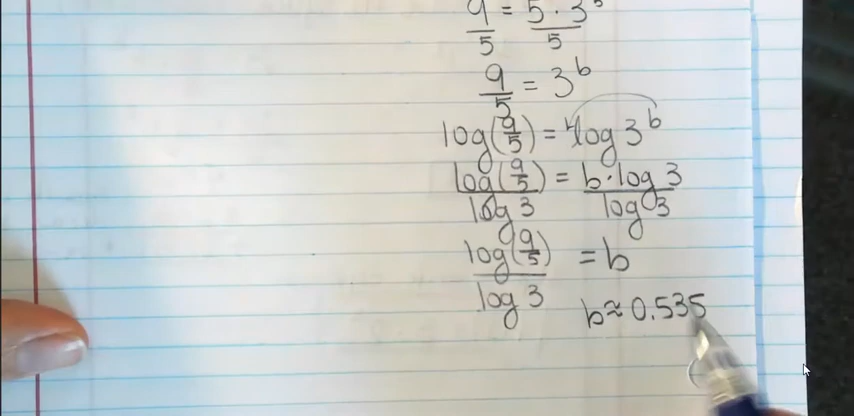 9/5 = 5·3^b/5
9/5 = 3^b
log(9/5) = log 3^b
log(9/5)/log 3 = b·log 3/log 3
log(9/5)/log 3 = b
b≈0.535